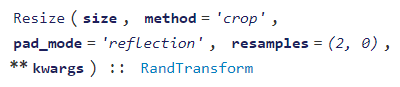 Resize(size, method='crop',
pad_mode='reflection', resamples=(2, 0),
**kwargs) :: RandTransform